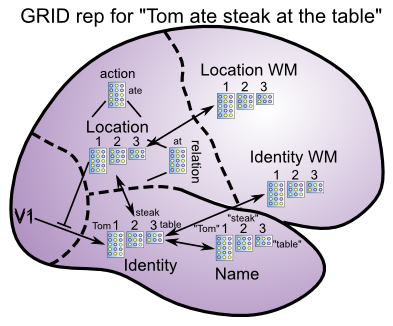 GRID rep for "Tom ate steak at the table"
action
ate
Location WM
1 2 3
Location
1 2 3
at
relation
Identity WM
1 2 3
steak
"steak"
V1
Tom 1 2 3 table
"Tom" 1 2 3
"table"
Identity
Name